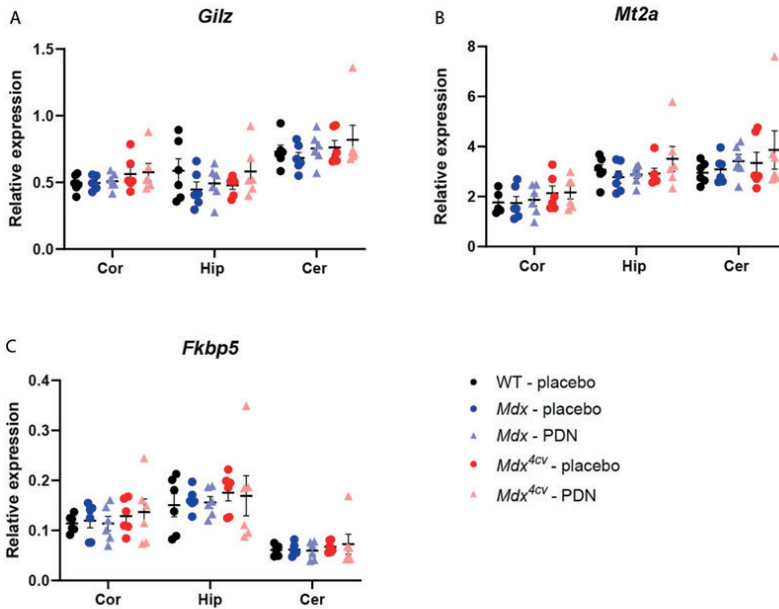 A
Gilz
Relative expression
1.5
1.0
0.5
0.0
Cor Hip Cer
B
Mt2a
Relative expression
8
6
4
2
0
Cor Hip Cer
C
Fkbp5
Relative expression
0.4
0.3
0.2
0.1
0.0
Cor Hip Cer
WT - placebo
Mdx - placebo
Mdx - PDN
Mdx4cv - placebo
Mdx4cv - PDN